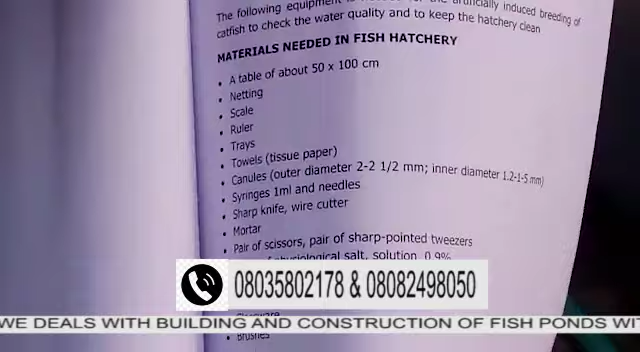 The following equipment is for the artificially induced breeding of
catfish to check the water quality and to keep the hatchery clean
MATERIALS NEEDED IN FISH HATCHERY
• A table of about 50 x 100 cm
• Netting
• Scale
• Ruler
• Trays
• Towels (tissue paper)
• Canules (outer diameter 2-2 1/2 mm; inner diameter 1.2-1-5 mm)
• Syringes 1ml and needles
• Sharp knife, wire cutter
• Mortar
• Pair of scissors, pair of sharp-pointed tweezers
of physiological salt, solution 0.9%
08035802178 & 08082498050
WE DEALS WITH BUILDING AND CONSTRUCTION OF FISH PONDS WIT
• Brushes